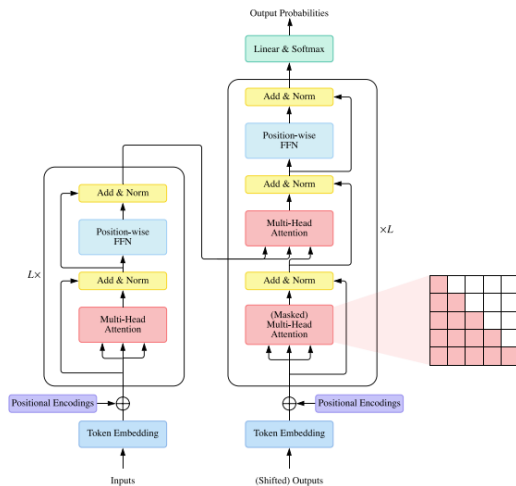 Output Probabilities
Linear & Softmax
Add & Norm
Position-wise
FFN
Add & Norm
Multi-Head
Attention
×L
Add & Norm
(Masked)
Multi-Head
Attention
Positional Encodings
Token Embedding
(Shifted) Outputs
Add & Norm
Position-wise
FFN
L×
Add & Norm
Multi-Head
Attention
Positional Encodings
Token Embedding
Inputs